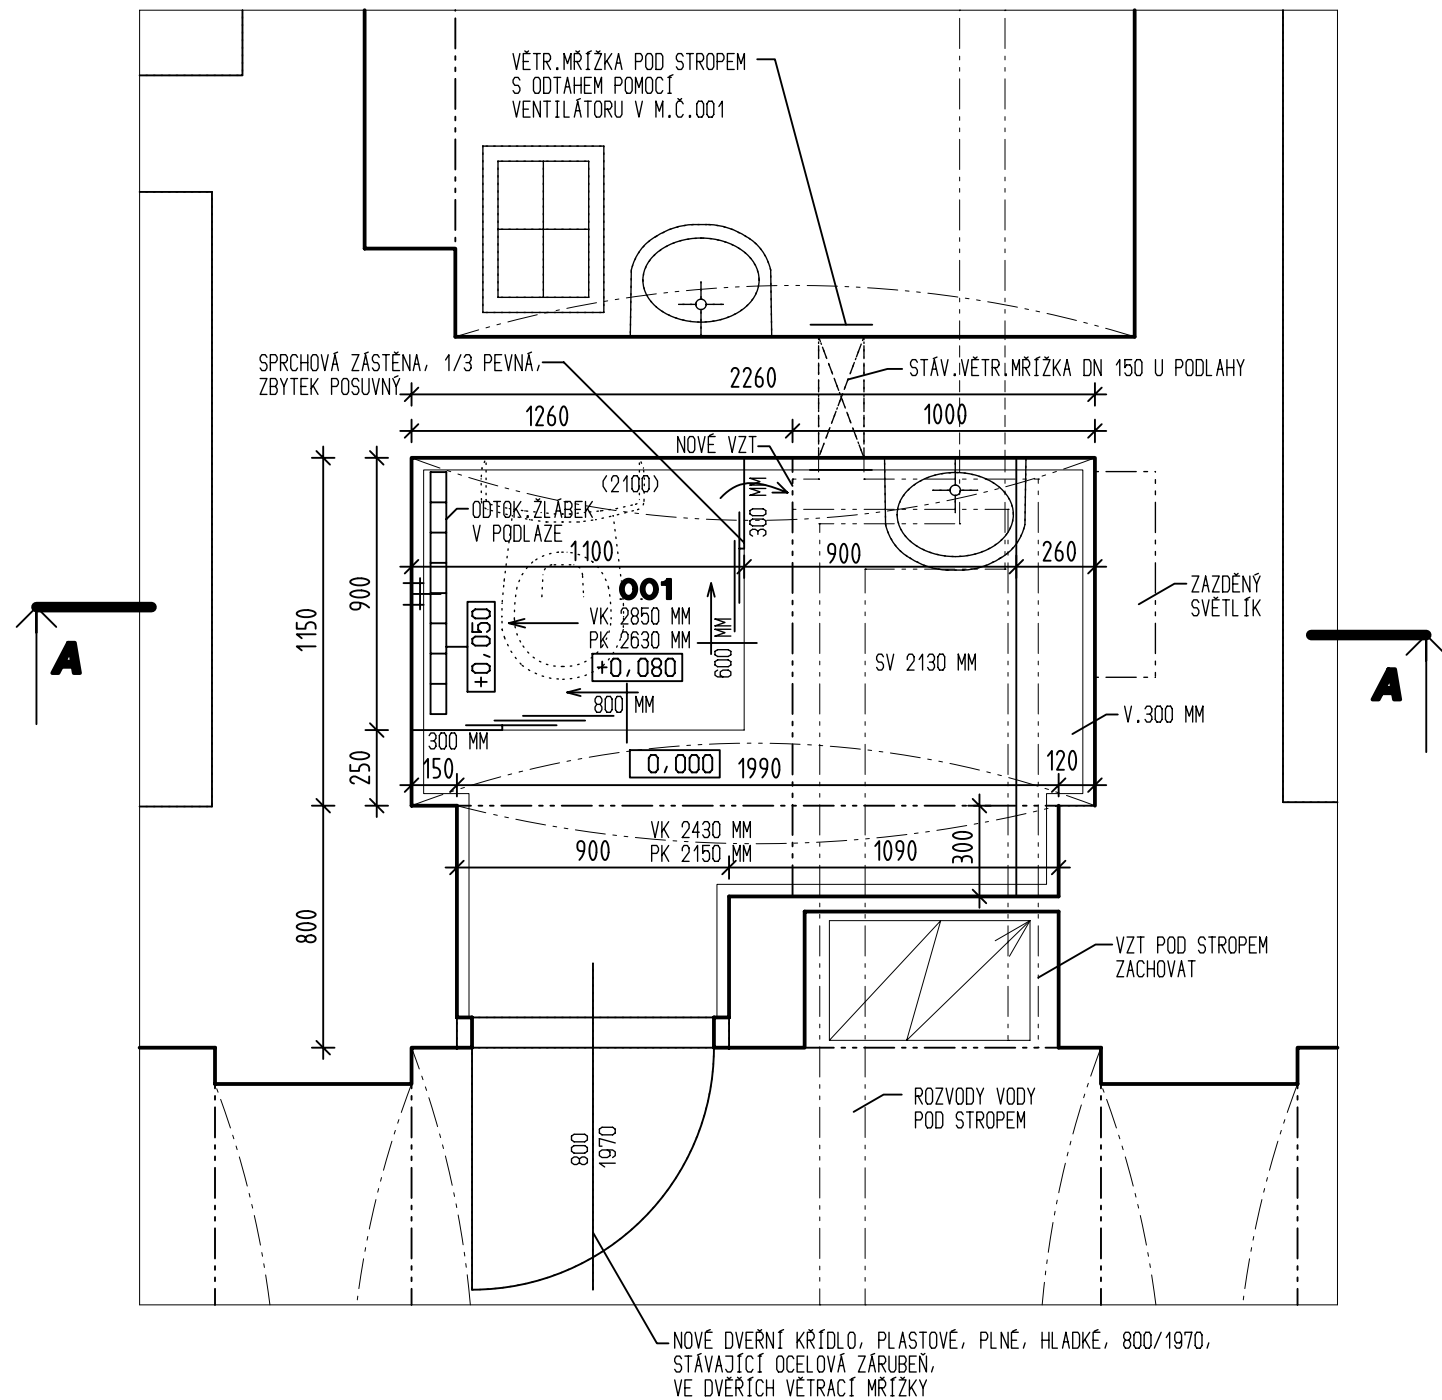 VĚTR.MŘÍŽKA POD STROPEM
S ODTAHEM POMOCÍ
VENTILÁTORU V M.Č.001
SPRCHOVÁ ZÁSTĚNA, 1/3 PEVNÁ,
ZBYTEK POSUVNÝ
STÁV.VĚTR.MŘÍŽKA DN 150 U PODLAHY
2260
1260
1000
NOVÉ VZT
(2100)
300 MM
ODTOK.ŽLÁBEK
V PODLAZE
1100
900
260
001
VK 2850 MM
PK 2630 MM
+0,050
+0,080
600 MM
800 MM
SV 2130 MM
ZAZDĚNÝ
SVĚTLÍK
900
1150
A
A
V.300 MM
300 MM
250
150
0,000
1990
120
VK 2430 MM
PK 2150 MM
900
1090
300
800
VZT POD STROPEM
ZACHOVAT
ROZVODY VODY
POD STROPEM
800
1970
NOVÉ DVEŘNÍ KŘÍDLO, PLASTOVÉ, PLNÉ, HLADKÉ, 800/1970,
STÁVAJÍCÍ OCELOVÁ ZÁRUBEŇ,
VE DVĚŘÍCH VĚTRACÍ MŘÍŽKY